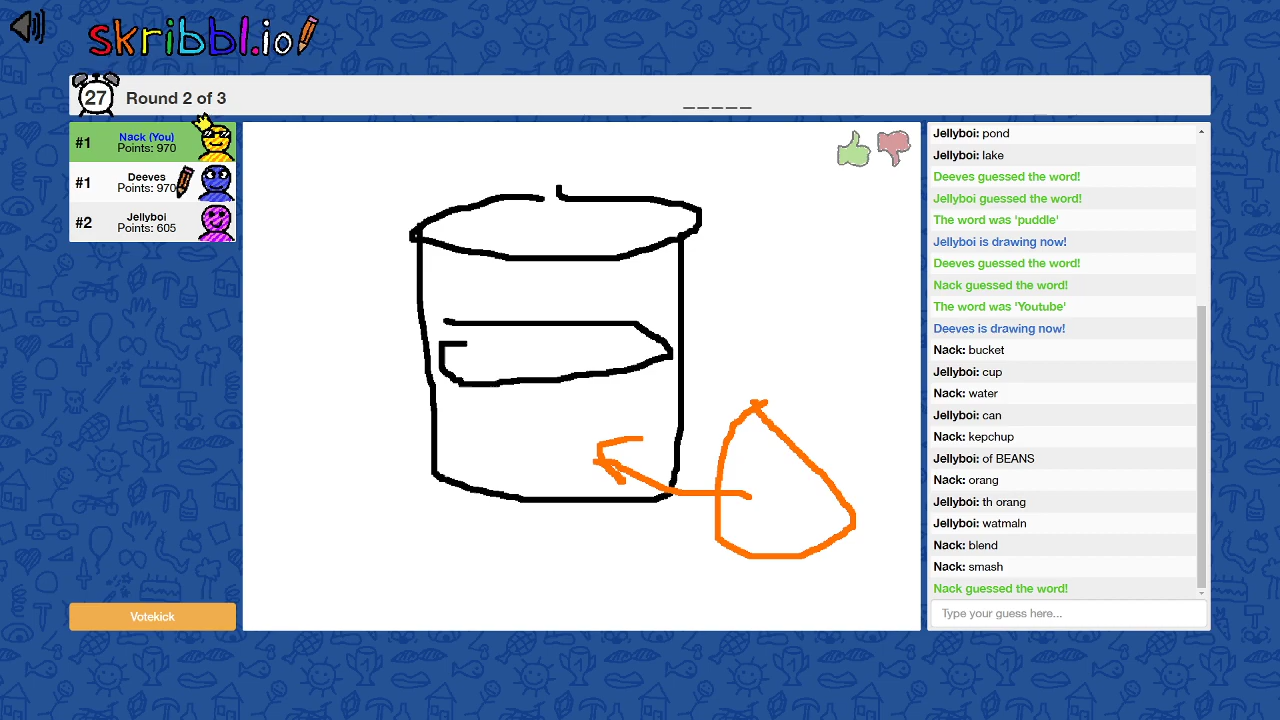 skribbl.io
27
Round 2 of 3
_ _ _ _ _
#1
Nack (You)
Points: 970
#1
Deeves
Points: 970
#2
Jellyboi
Points: 605
Votekick
Jellyboi: pond
Jellyboi: lake
Deeves guessed the word!
Jellyboi guessed the word!
The word was 'puddle'
Jellyboi is drawing now!
Deeves guessed the word!
Nack guessed the word!
The word was 'Youtube'
Deeves is drawing now!
Nack: bucket
Jellyboi: cup
Nack: water
Jellyboi: can
Nack: kepchup
Jellyboi: of BEANS
Nack: orang
Jellyboi: th orang
Jellyboi: watmaln
Nack: blend
Nack: smash
Nack guessed the word!
Type your guess here...